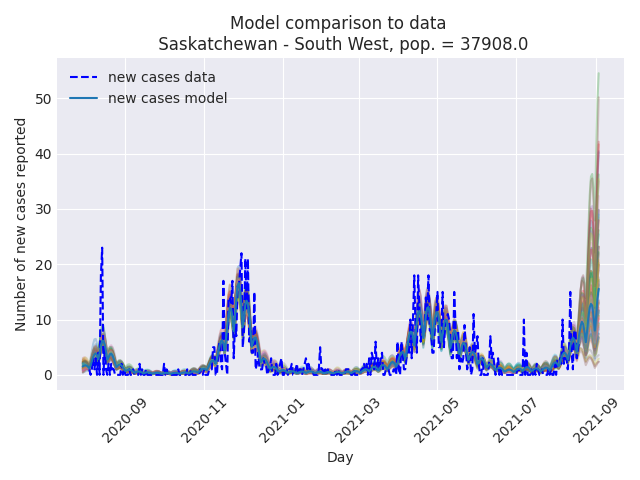 Model comparison to data
Saskatchewan - South West, pop. = 37908.0
new cases data
new cases model
Number of new cases reported
50
40
30
20
10
0
2020-09
2020-11
2021-01
2021-03
2021-05
2021-07
2021-09
Day